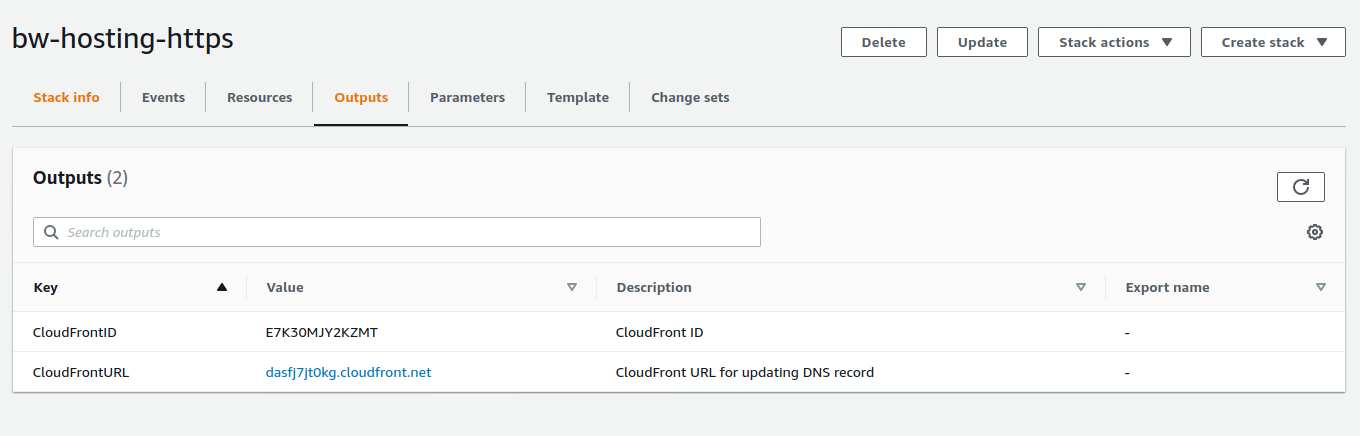 bw-hosting-https
Delete Update Stack actions Create stack
Stack info Events Resources Outputs Parameters Template Change sets
Outputs (2)
Search outputs
Key Value Description Export name
CloudFrontID E7K30MJY2KZMT CloudFront ID -
CloudFrontURL dasfj7jt0kg.cloudfront.net CloudFront URL for updating DNS record -